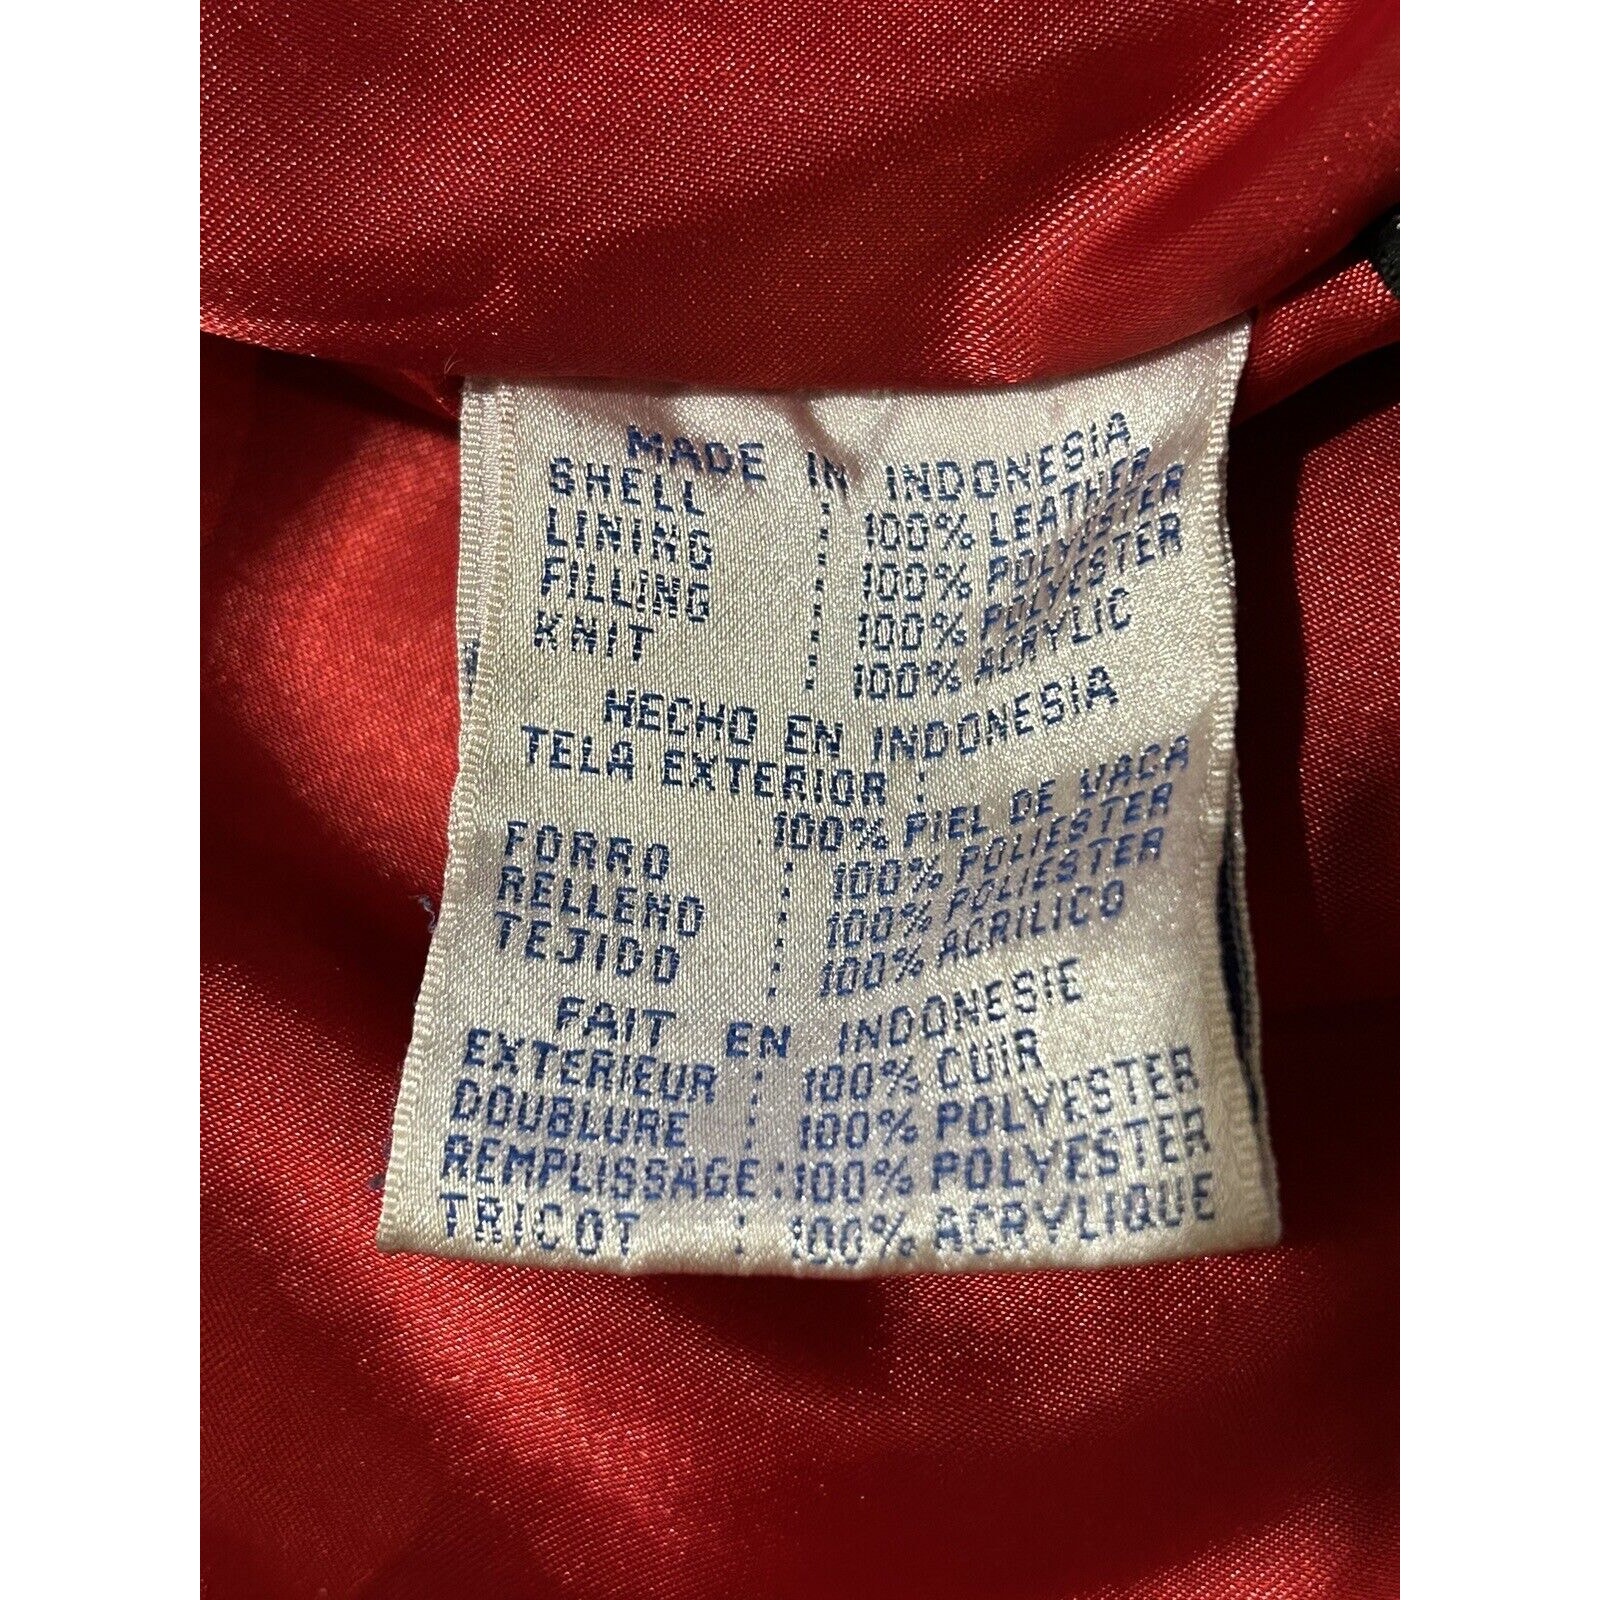 MADE IN INDONESIA
SHELL : 100% LEATHER
LINING : 100% POLYESTER
FILLING : 100% POLYESTER
KNIT : 100% ACRYLIC
HECHO EN INDONESIA
TELA EXTERIOR :
100% PIEL DE VACA
FORRO : 100% POLIESTER
RELLENO : 100% POLIESTER
TEJIDO : 100% ACRILICO
FAIT EN INDONESIE
EXTERIEUR : 100% CUIR
DOUBLURE : 100% POLYESTER
REMPLISSAGE : 100% POLYESTER
TRICOT : 100% ACRYLIQUE